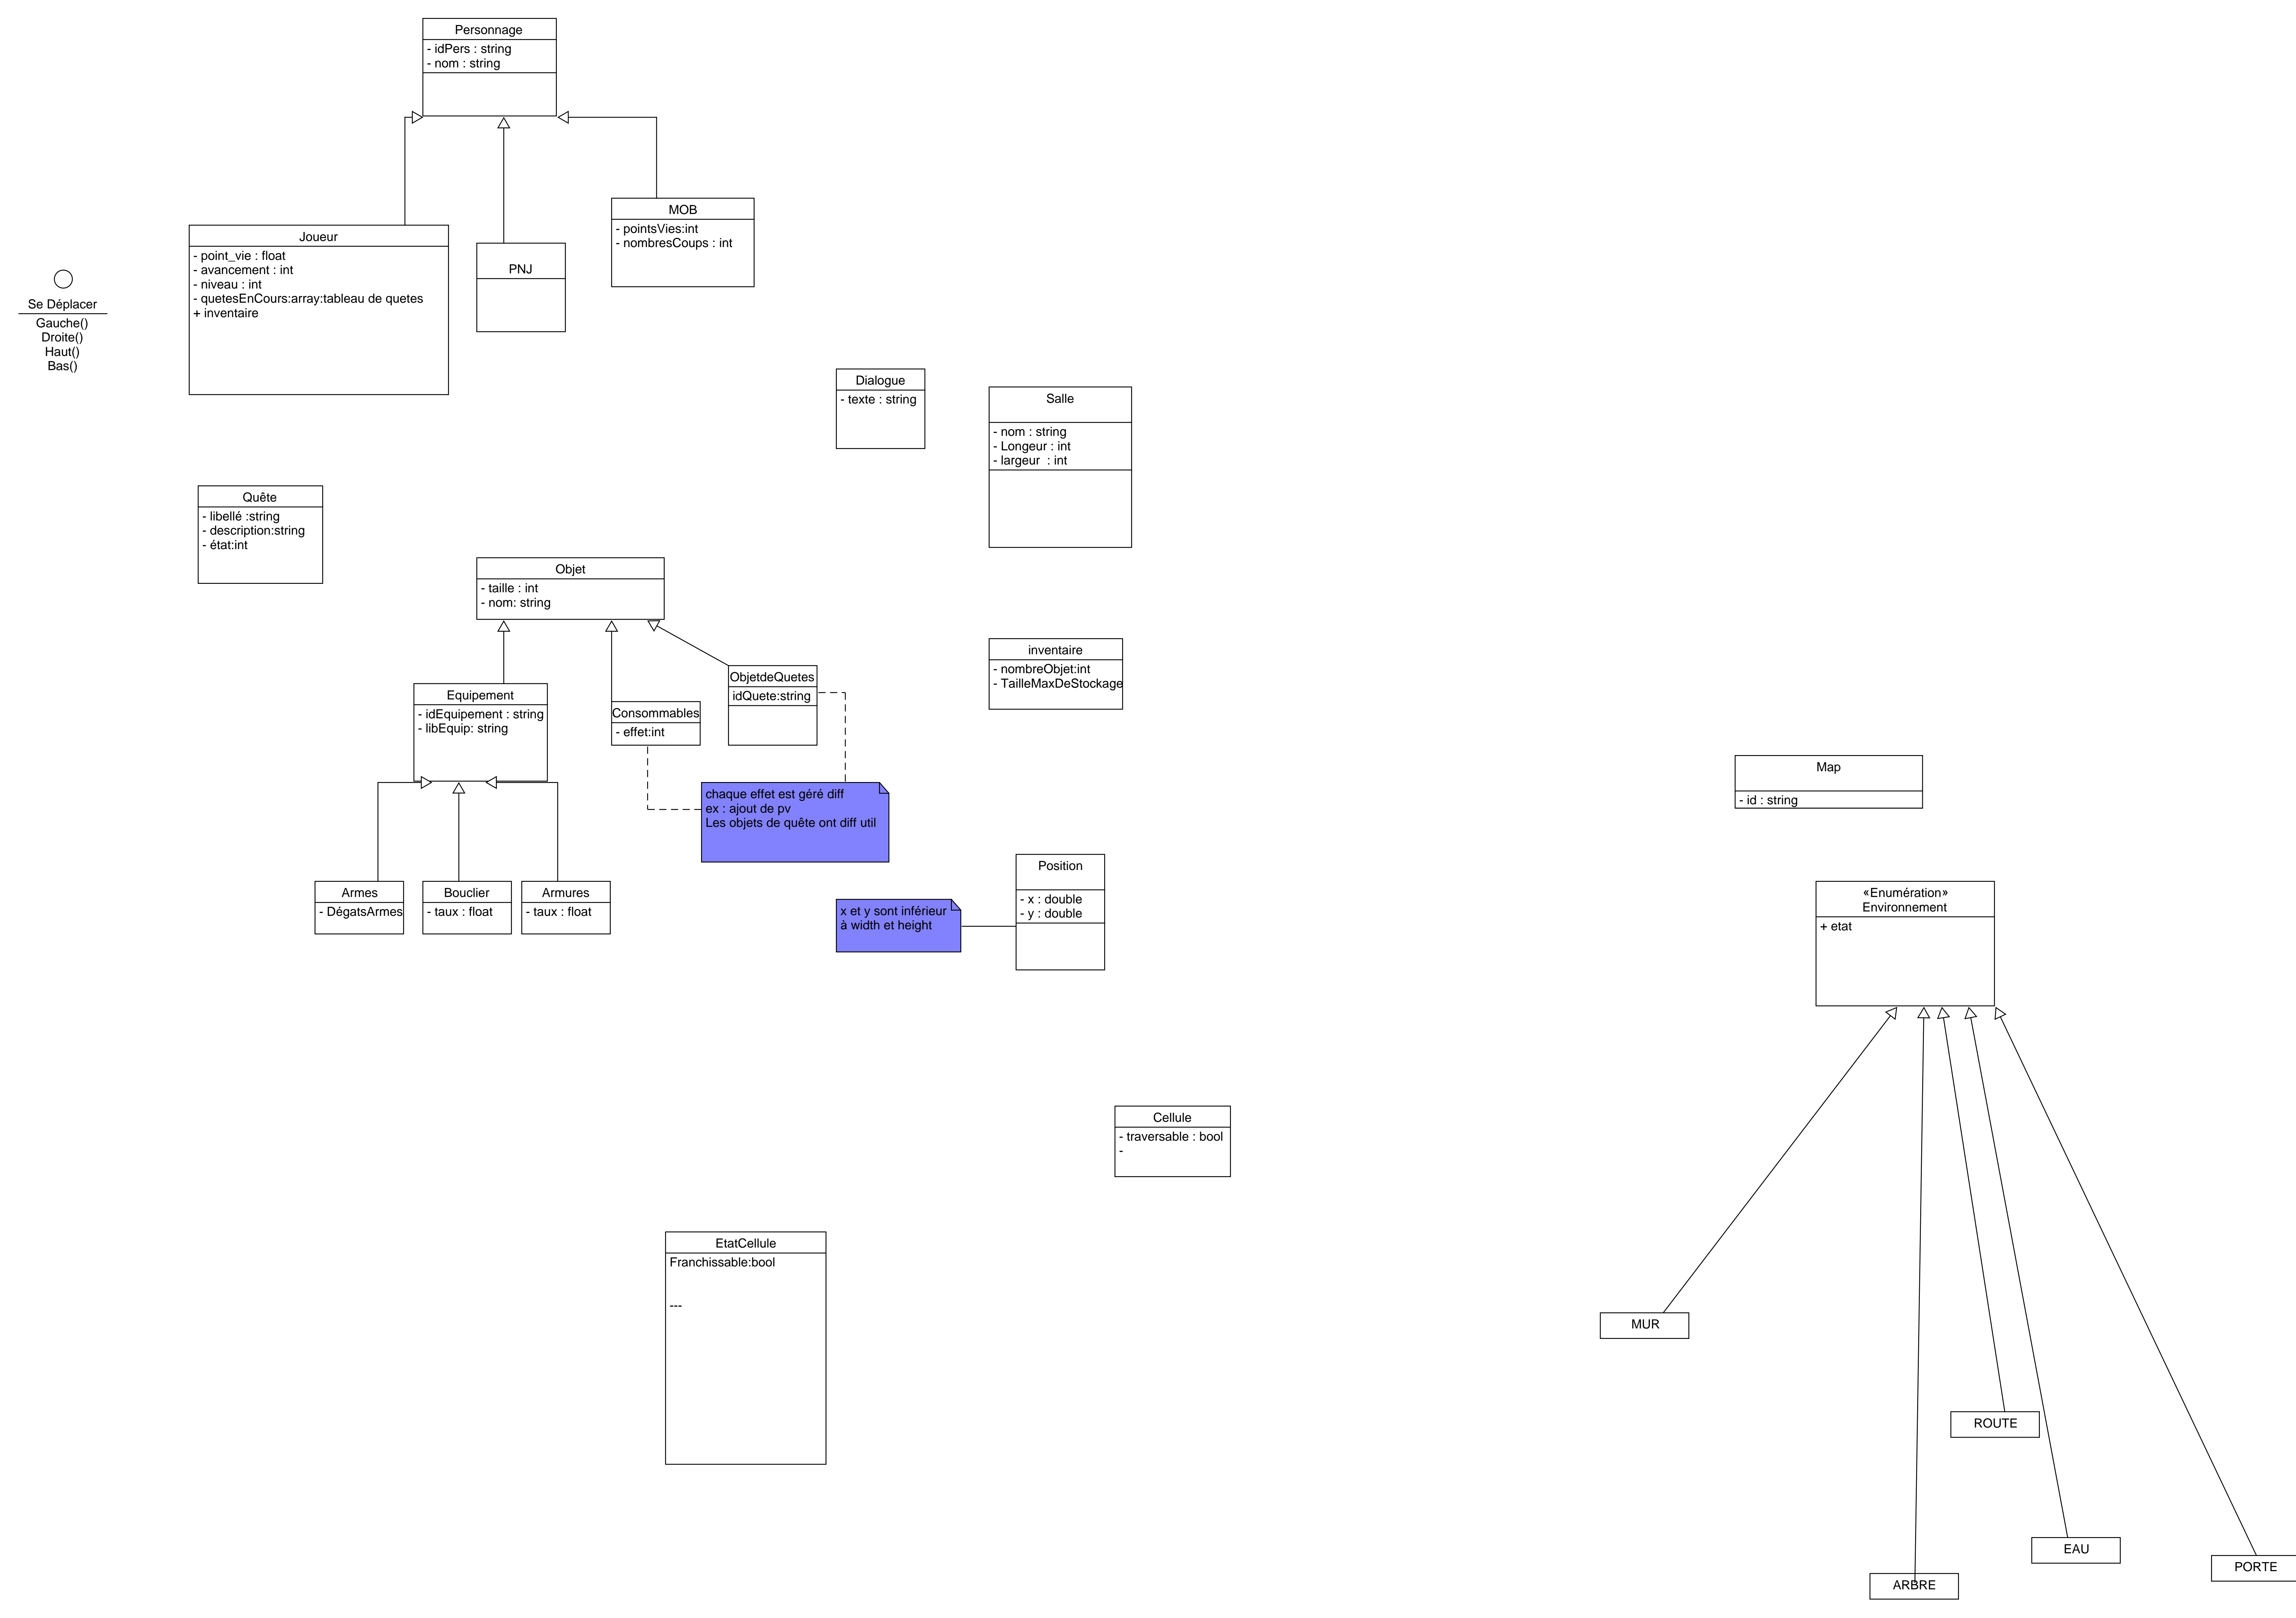 Personnage
- idPers : string
- nom : string
Joueur
- point_vie : float
- avancement : int
- niveau : int
- quetesEnCours:array:tableau de quetes
+ inventaire
PNJ
MOB
- pointsVies:int
- nombresCoups : int
Se Déplacer
Gauche()
Droite()
Haut()
Bas()
Dialogue
- texte : string
Salle
- nom : string
- Longeur : int
- largeur  : int
Quête
- libellé :string
- description:string
- état:int
Objet
- taille : int
- nom: string
Equipement
- idEquipement : string
- libEquip: string
Consommables
- effet:int
ObjetdeQuetes
idQuete:string
inventaire
- nombreObjet:int
- TailleMaxDeStockage
chaque effet est géré diff
ex : ajout de pv
Les objets de quête ont diff util
Map
- id : string
Armes
- DégatsArmes
Bouclier
- taux : float
Armures
- taux : float
x et y sont inférieur
à width et height
Position
- x : double
- y : double
«Enumération»
Environnement
+ etat
Cellule
- traversable : bool
-
EtatCellule
Franchissable:bool
---
MUR
ROUTE
EAU
PORTE
ARBRE